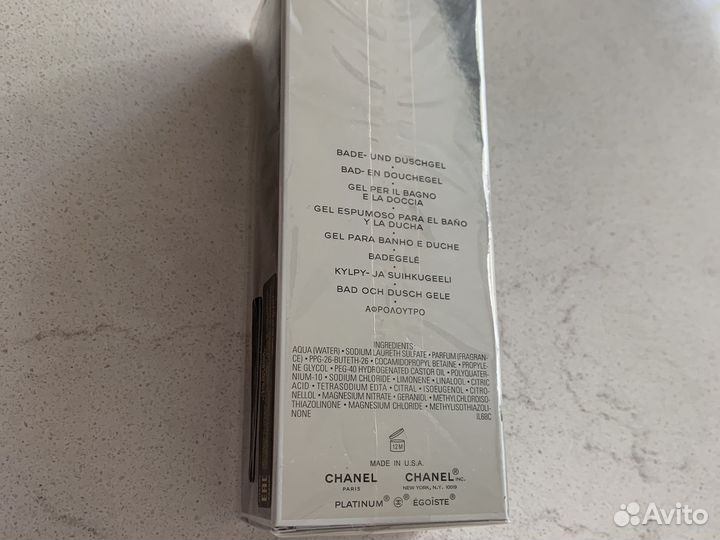 BADE- UND DUSCHGEL
•
BAD- EN DOUCHEGEL
•
GEL PER IL BAGNO
E LA DOCCIA
•
GEL ESPUMOSO PARA EL BAÑO
Y LA DUCHA
•
GEL PARA BANHO E DUCHE
•
BADEGELÉ
•
KYLPY- JA SUIHKUGEELI
•
BAD OCH DUSCH GELE
•
ΑΦΡΟΛΟΥΤΡΟ
INGREDIENTS:
AQUA (WATER) • SODIUM LAURETH SULFATE • PARFUM (FRAGRAN-
CE) • PPG-26-BUTETH-26 • COCAMIDOPROPYL BETAINE • PROPYLE-
NE GLYCOL • PEG-40 HYDROGENATED CASTOR OIL • POLYQUATER-
NIUM-10 • SODIUM CHLORIDE • LIMONENE • LINALOOL • CITRIC
ACID • TETRASODIUM EDTA • CITRAL • ISOEUGENOL • CITRO-
NELLOL • MAGNESIUM NITRATE • GERANIOL • METHYLCHLOROISO-
THIAZOLINONE • MAGNESIUM CHLORIDE • METHYLISOTHIAZOLI-
NONE IL68C
12M
MADE IN U.S.A.
CHANEL CHANEL® INC.
PARIS NEW YORK, N.Y. 10019
PLATINUM® ÉGOÏSTE®
EAC
Avito